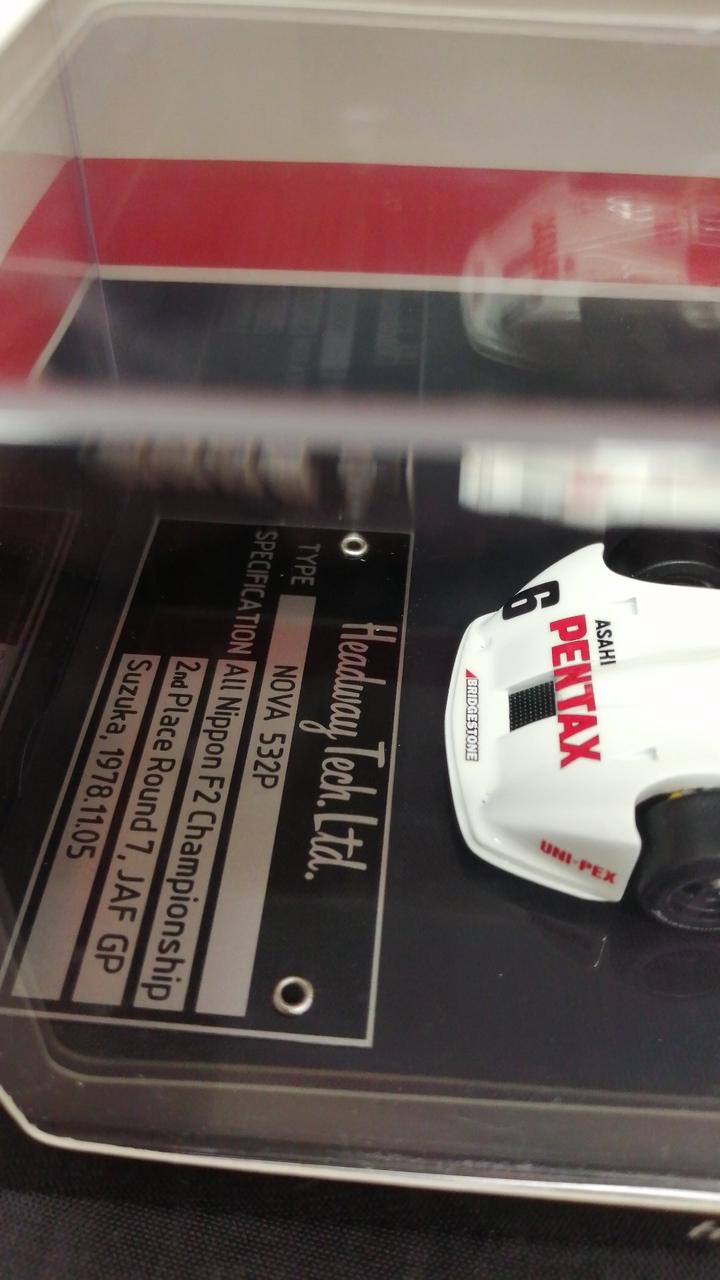 Headway Tech.Ltd.
TYPE NOVA 532P
SPECIFICATION All Nippon F2 Championship
2nd Place Round 7, JAF GP
Suzuka, 1978.11.05
6
ASAHI
PENTAX
BRIDGESTONE
UNI-PEX